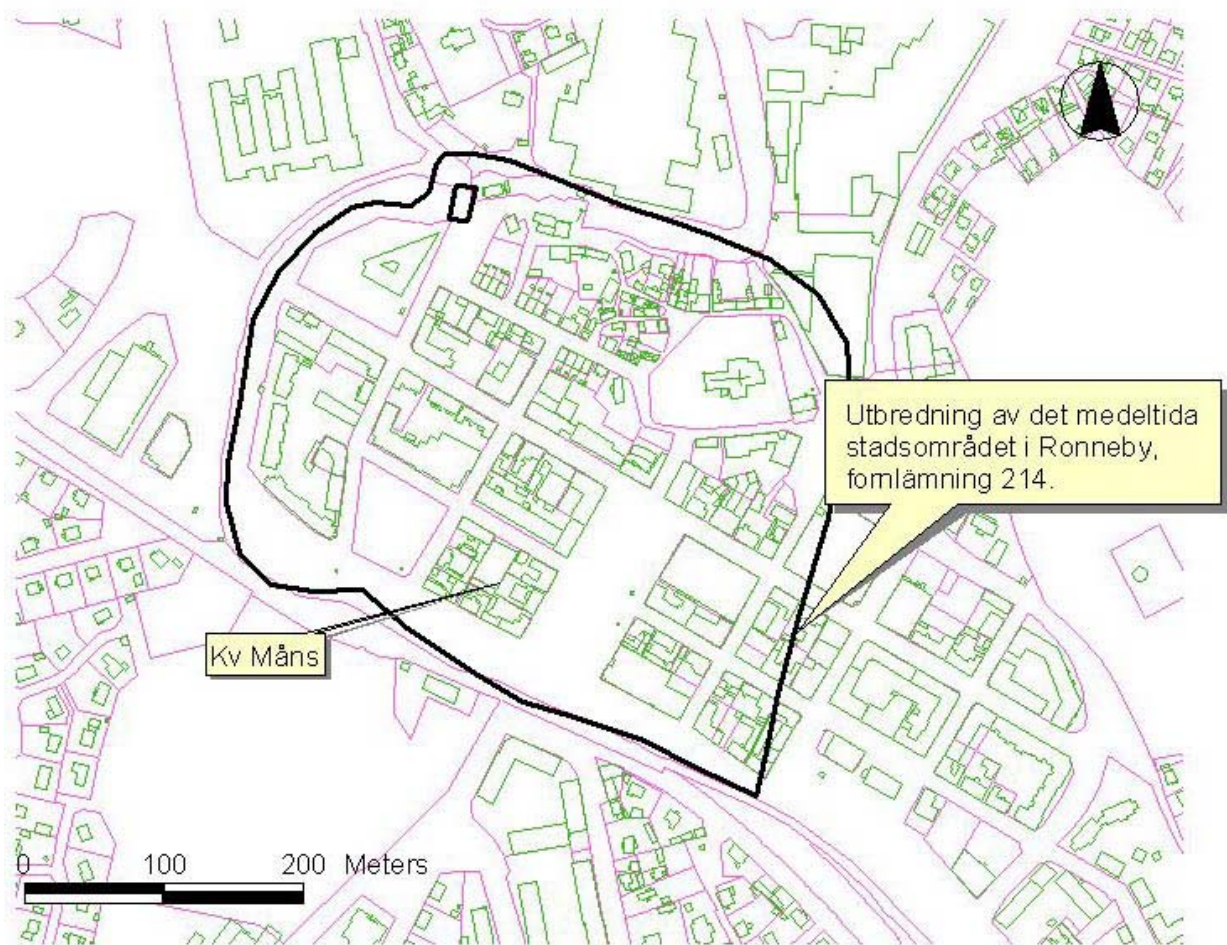 Utbredning av det medeltida
stadsområdet i Ronneby,
fornlämning 214.
Kv Måns
0 100 200 Meters